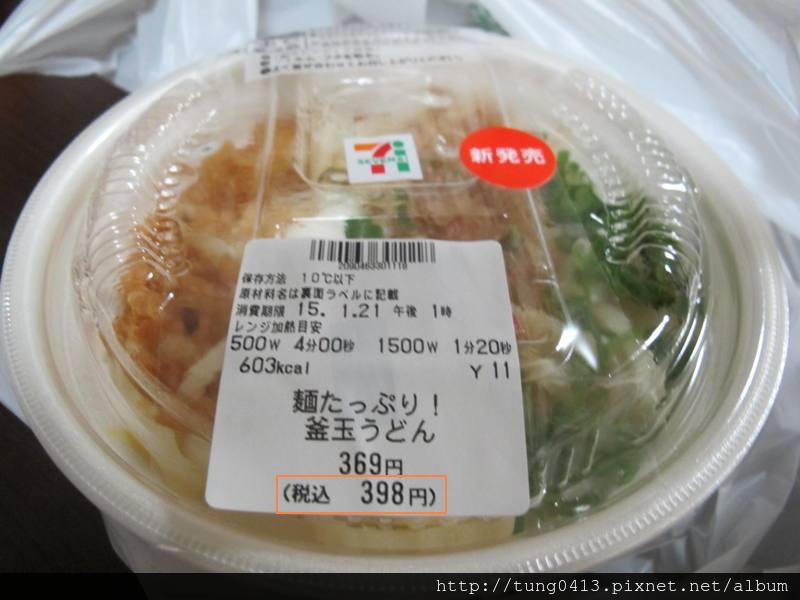 7
SEVEN
新発売
2090463301118
保存方法 10℃以下
原材料名は裏面ラベルに記載
消費期限 15. 1.21 午後 1時
レンジ加熱目安
500W 4分00秒 1500W 1分20秒
603kcal Y 11
麺たっぷり!
釜玉うどん
369円
(税込 398円)
http://tung0413.pixnet.net/album